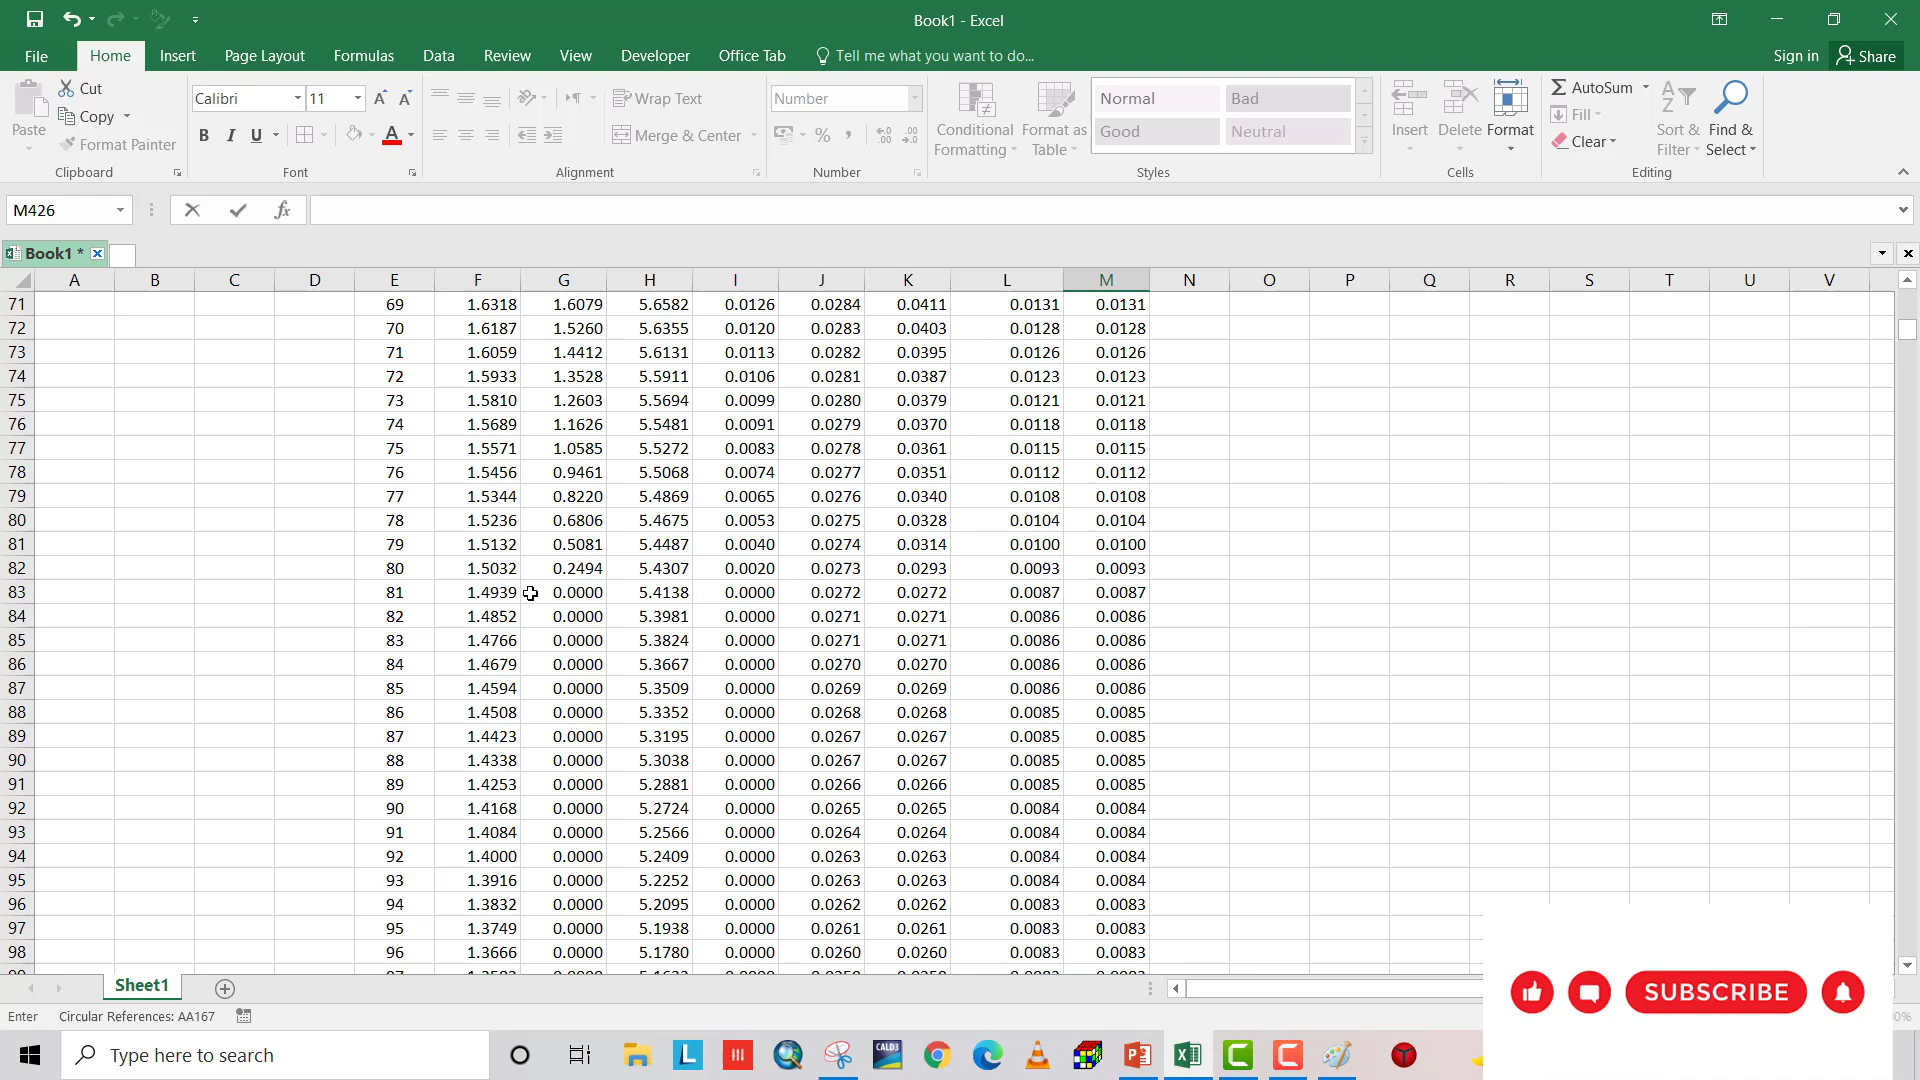 Book1 - Excel
File Home Insert Page Layout Formulas Data Review View Developer Office Tab Tell me what you want to do... Sign in Share
Paste Cut Copy Format Painter Clipboard
Calibri 11 B I U A Font
Wrap Text Merge & Center Alignment
Number % Number
Conditional Formatting Format as Table Normal Bad Good Neutral Styles
Insert Delete Format Cells
AutoSum Fill Clear Sort & Filter Find & Select Editing
M426 fx
Book1 *
A B C D E F G H I J K L M N O P Q R S T U V
71 69 1.6318 1.6079 5.6582 0.0126 0.0284 0.0411 0.0131 0.0131
72 70 1.6187 1.5260 5.6355 0.0120 0.0283 0.0403 0.0128 0.0128
73 71 1.6059 1.4412 5.6131 0.0113 0.0282 0.0395 0.0126 0.0126
74 72 1.5933 1.3528 5.5911 0.0106 0.0281 0.0387 0.0123 0.0123
75 73 1.5810 1.2603 5.5694 0.0099 0.0280 0.0379 0.0121 0.0121
76 74 1.5689 1.1626 5.5481 0.0091 0.0279 0.0370 0.0118 0.0118
77 75 1.5571 1.0585 5.5272 0.0083 0.0278 0.0361 0.0115 0.0115
78 76 1.5456 0.9461 5.5068 0.0074 0.0277 0.0351 0.0112 0.0112
79 77 1.5344 0.8220 5.4869 0.0065 0.0276 0.0340 0.0108 0.0108
80 78 1.5236 0.6806 5.4675 0.0053 0.0275 0.0328 0.0104 0.0104
81 79 1.5132 0.5081 5.4487 0.0040 0.0274 0.0314 0.0100 0.0100
82 80 1.5032 0.2494 5.4307 0.0020 0.0273 0.0293 0.0093 0.0093
83 81 1.4939 0.0000 5.4138 0.0000 0.0272 0.0272 0.0087 0.0087
84 82 1.4852 0.0000 5.3981 0.0000 0.0271 0.0271 0.0086 0.0086
85 83 1.4766 0.0000 5.3824 0.0000 0.0271 0.0271 0.0086 0.0086
86 84 1.4679 0.0000 5.3667 0.0000 0.0270 0.0270 0.0086 0.0086
87 85 1.4594 0.0000 5.3509 0.0000 0.0269 0.0269 0.0086 0.0086
88 86 1.4508 0.0000 5.3352 0.0000 0.0268 0.0268 0.0085 0.0085
89 87 1.4423 0.0000 5.3195 0.0000 0.0267 0.0267 0.0085 0.0085
90 88 1.4338 0.0000 5.3038 0.0000 0.0267 0.0267 0.0085 0.0085
91 89 1.4253 0.0000 5.2881 0.0000 0.0266 0.0266 0.0085 0.0085
92 90 1.4168 0.0000 5.2724 0.0000 0.0265 0.0265 0.0084 0.0084
93 91 1.4084 0.0000 5.2566 0.0000 0.0264 0.0264 0.0084 0.0084
94 92 1.4000 0.0000 5.2409 0.0000 0.0263 0.0263 0.0084 0.0084
95 93 1.3916 0.0000 5.2252 0.0000 0.0263 0.0263 0.0084 0.0084
96 94 1.3832 0.0000 5.2095 0.0000 0.0262 0.0262 0.0083 0.0083
97 95 1.3749 0.0000 5.1938 0.0000 0.0261 0.0261 0.0083 0.0083
98 96 1.3666 0.0000 5.1780 0.0000 0.0260 0.0260 0.0083 0.0083
Sheet1
SUBSCRIBE
Enter Circular References: AA167
Type here to search
CALD3